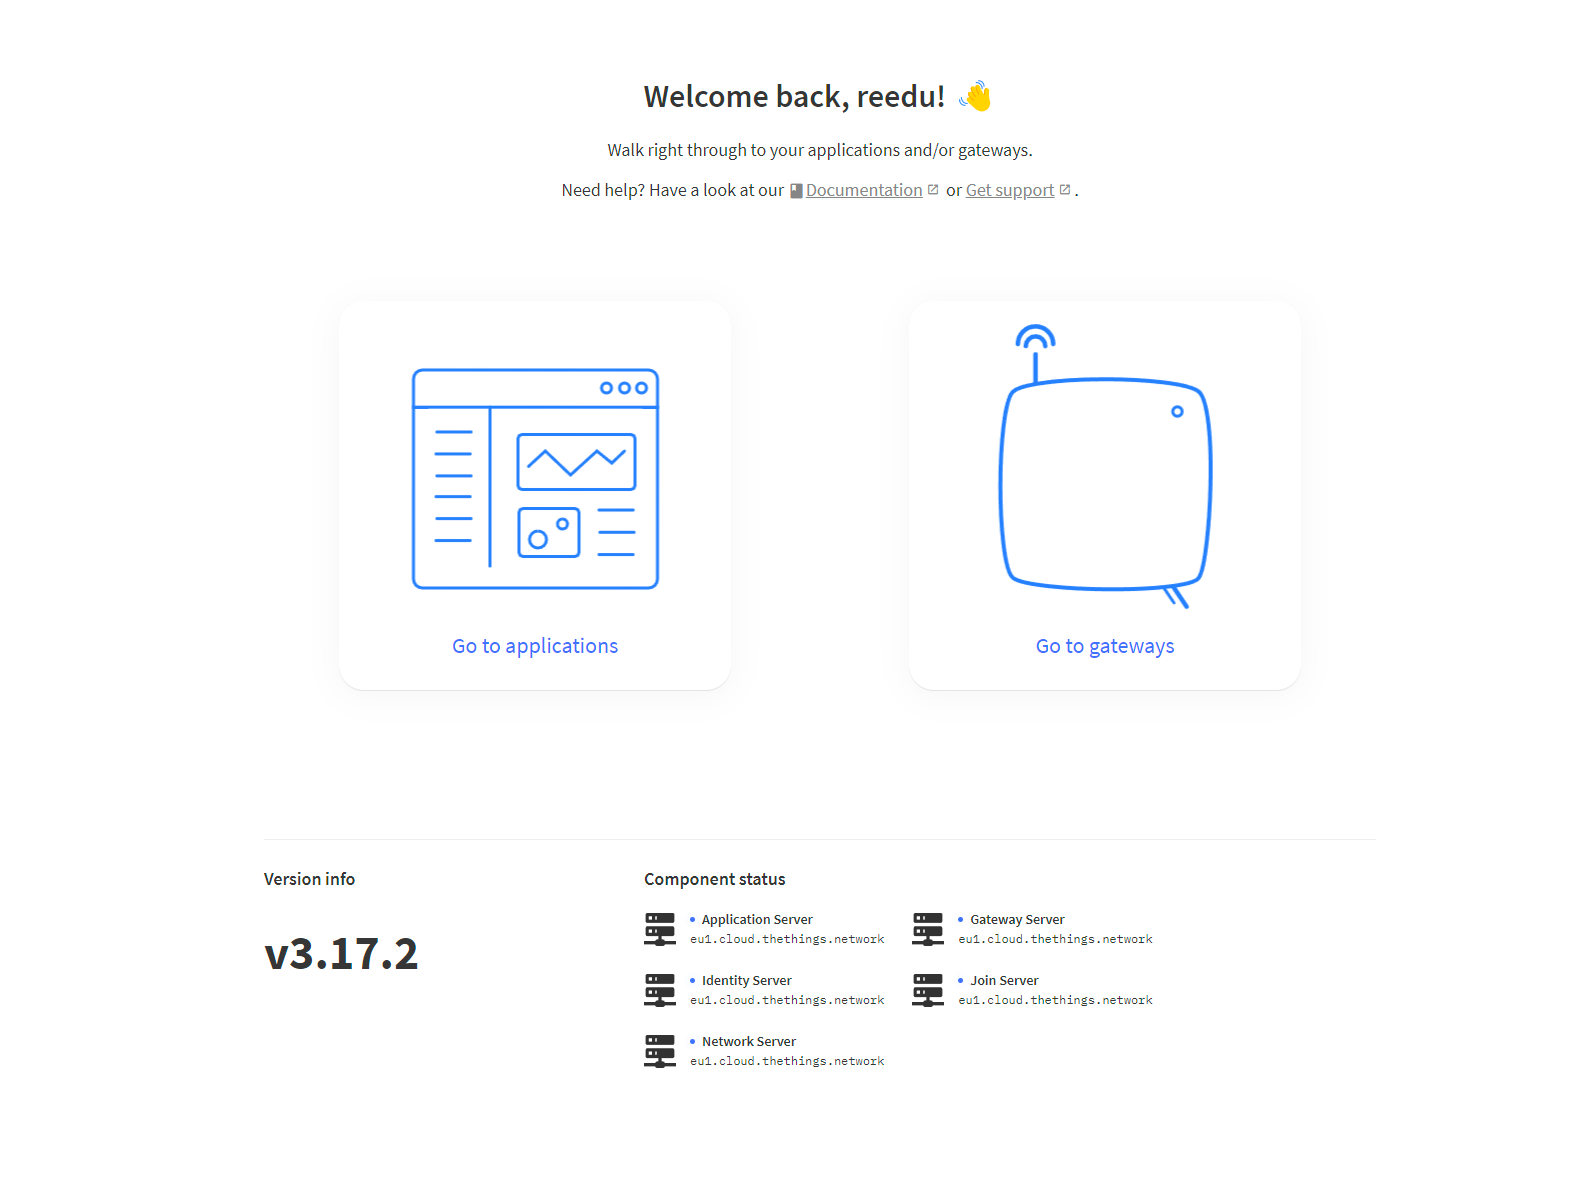 Welcome back, reedu! 👋
Walk right through to your applications and/or gateways.
Need help? Have a look at our Documentation or Get support.
Go to applications
Go to gateways
Version info
v3.17.2
Component status
Application Server
eu1.cloud.thethings.network
Gateway Server
eu1.cloud.thethings.network
Identity Server
eu1.cloud.thethings.network
Join Server
eu1.cloud.thethings.network
Network Server
eu1.cloud.thethings.network